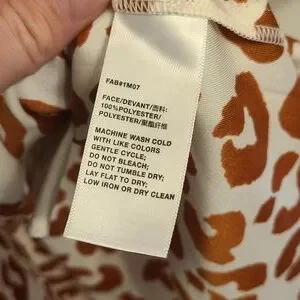 FAB#1M07
FACE/DEVANT/面料:
100%POLYESTER/
POLYESTER/聚酯纤维
MACHINE WASH COLD
WITH LIKE COLORS
GENTLE CYCLE;
DO NOT BLEACH;
DO NOT TUMBLE DRY;
LAY FLAT TO DRY;
LOW IRON OR DRY CLEAN